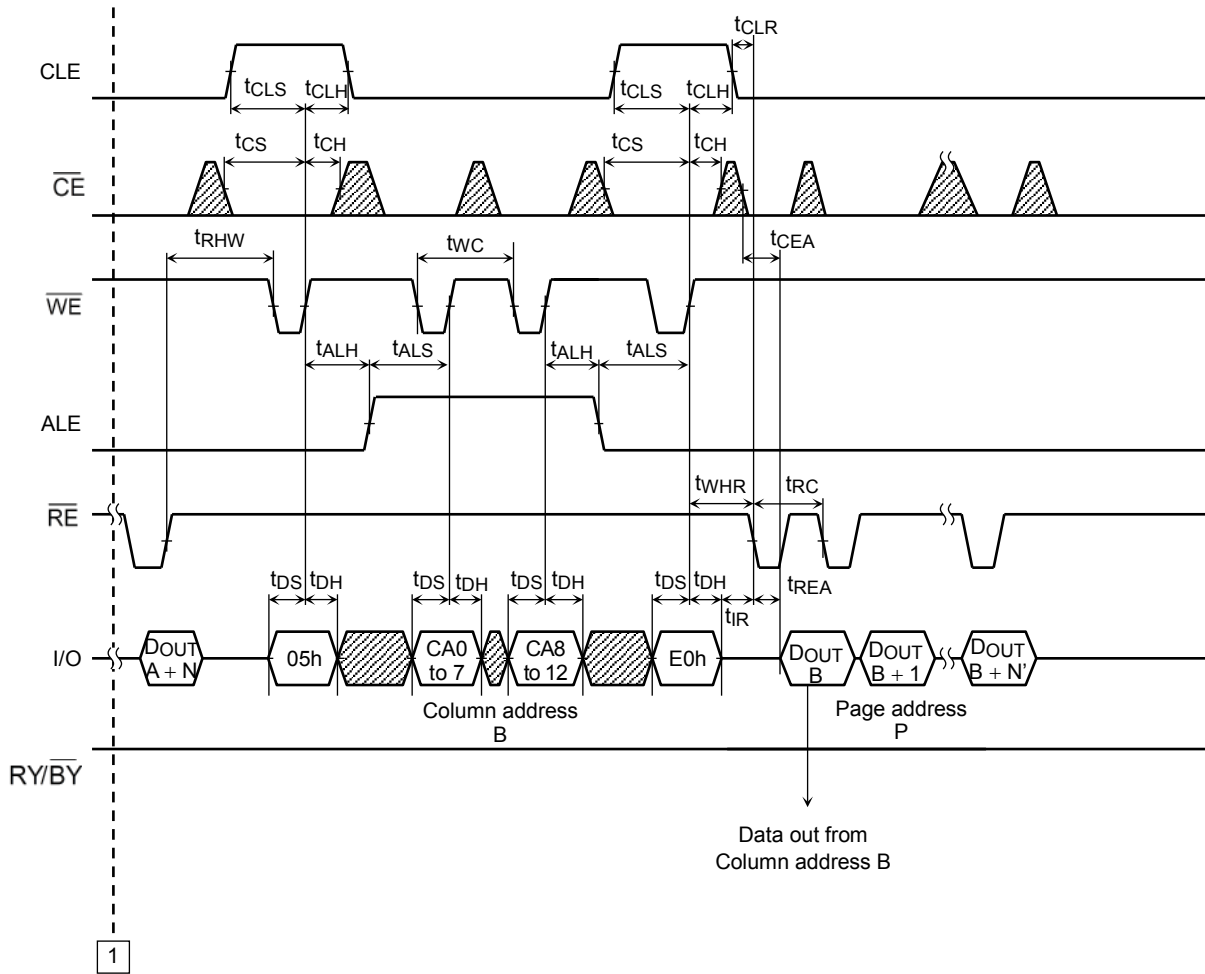 tCLR
CLE
tCLS tCLH tCLS tCLH
tCS tCH tCS tCH
CE
tRHW tWC tCEA
WE
tALH tALS tALH tALS
ALE
tWHR tRC
RE
tDS tDH tDS tDH tDS tDH tDS tDH tREA
tIR
I/O DOUT A + N 05h CA0 to 7 CA8 to 12 E0h DOUT B DOUT B + 1 DOUT B + N’
Column address
B
Page address
P
RY/BY
Data out from
Column address B
1